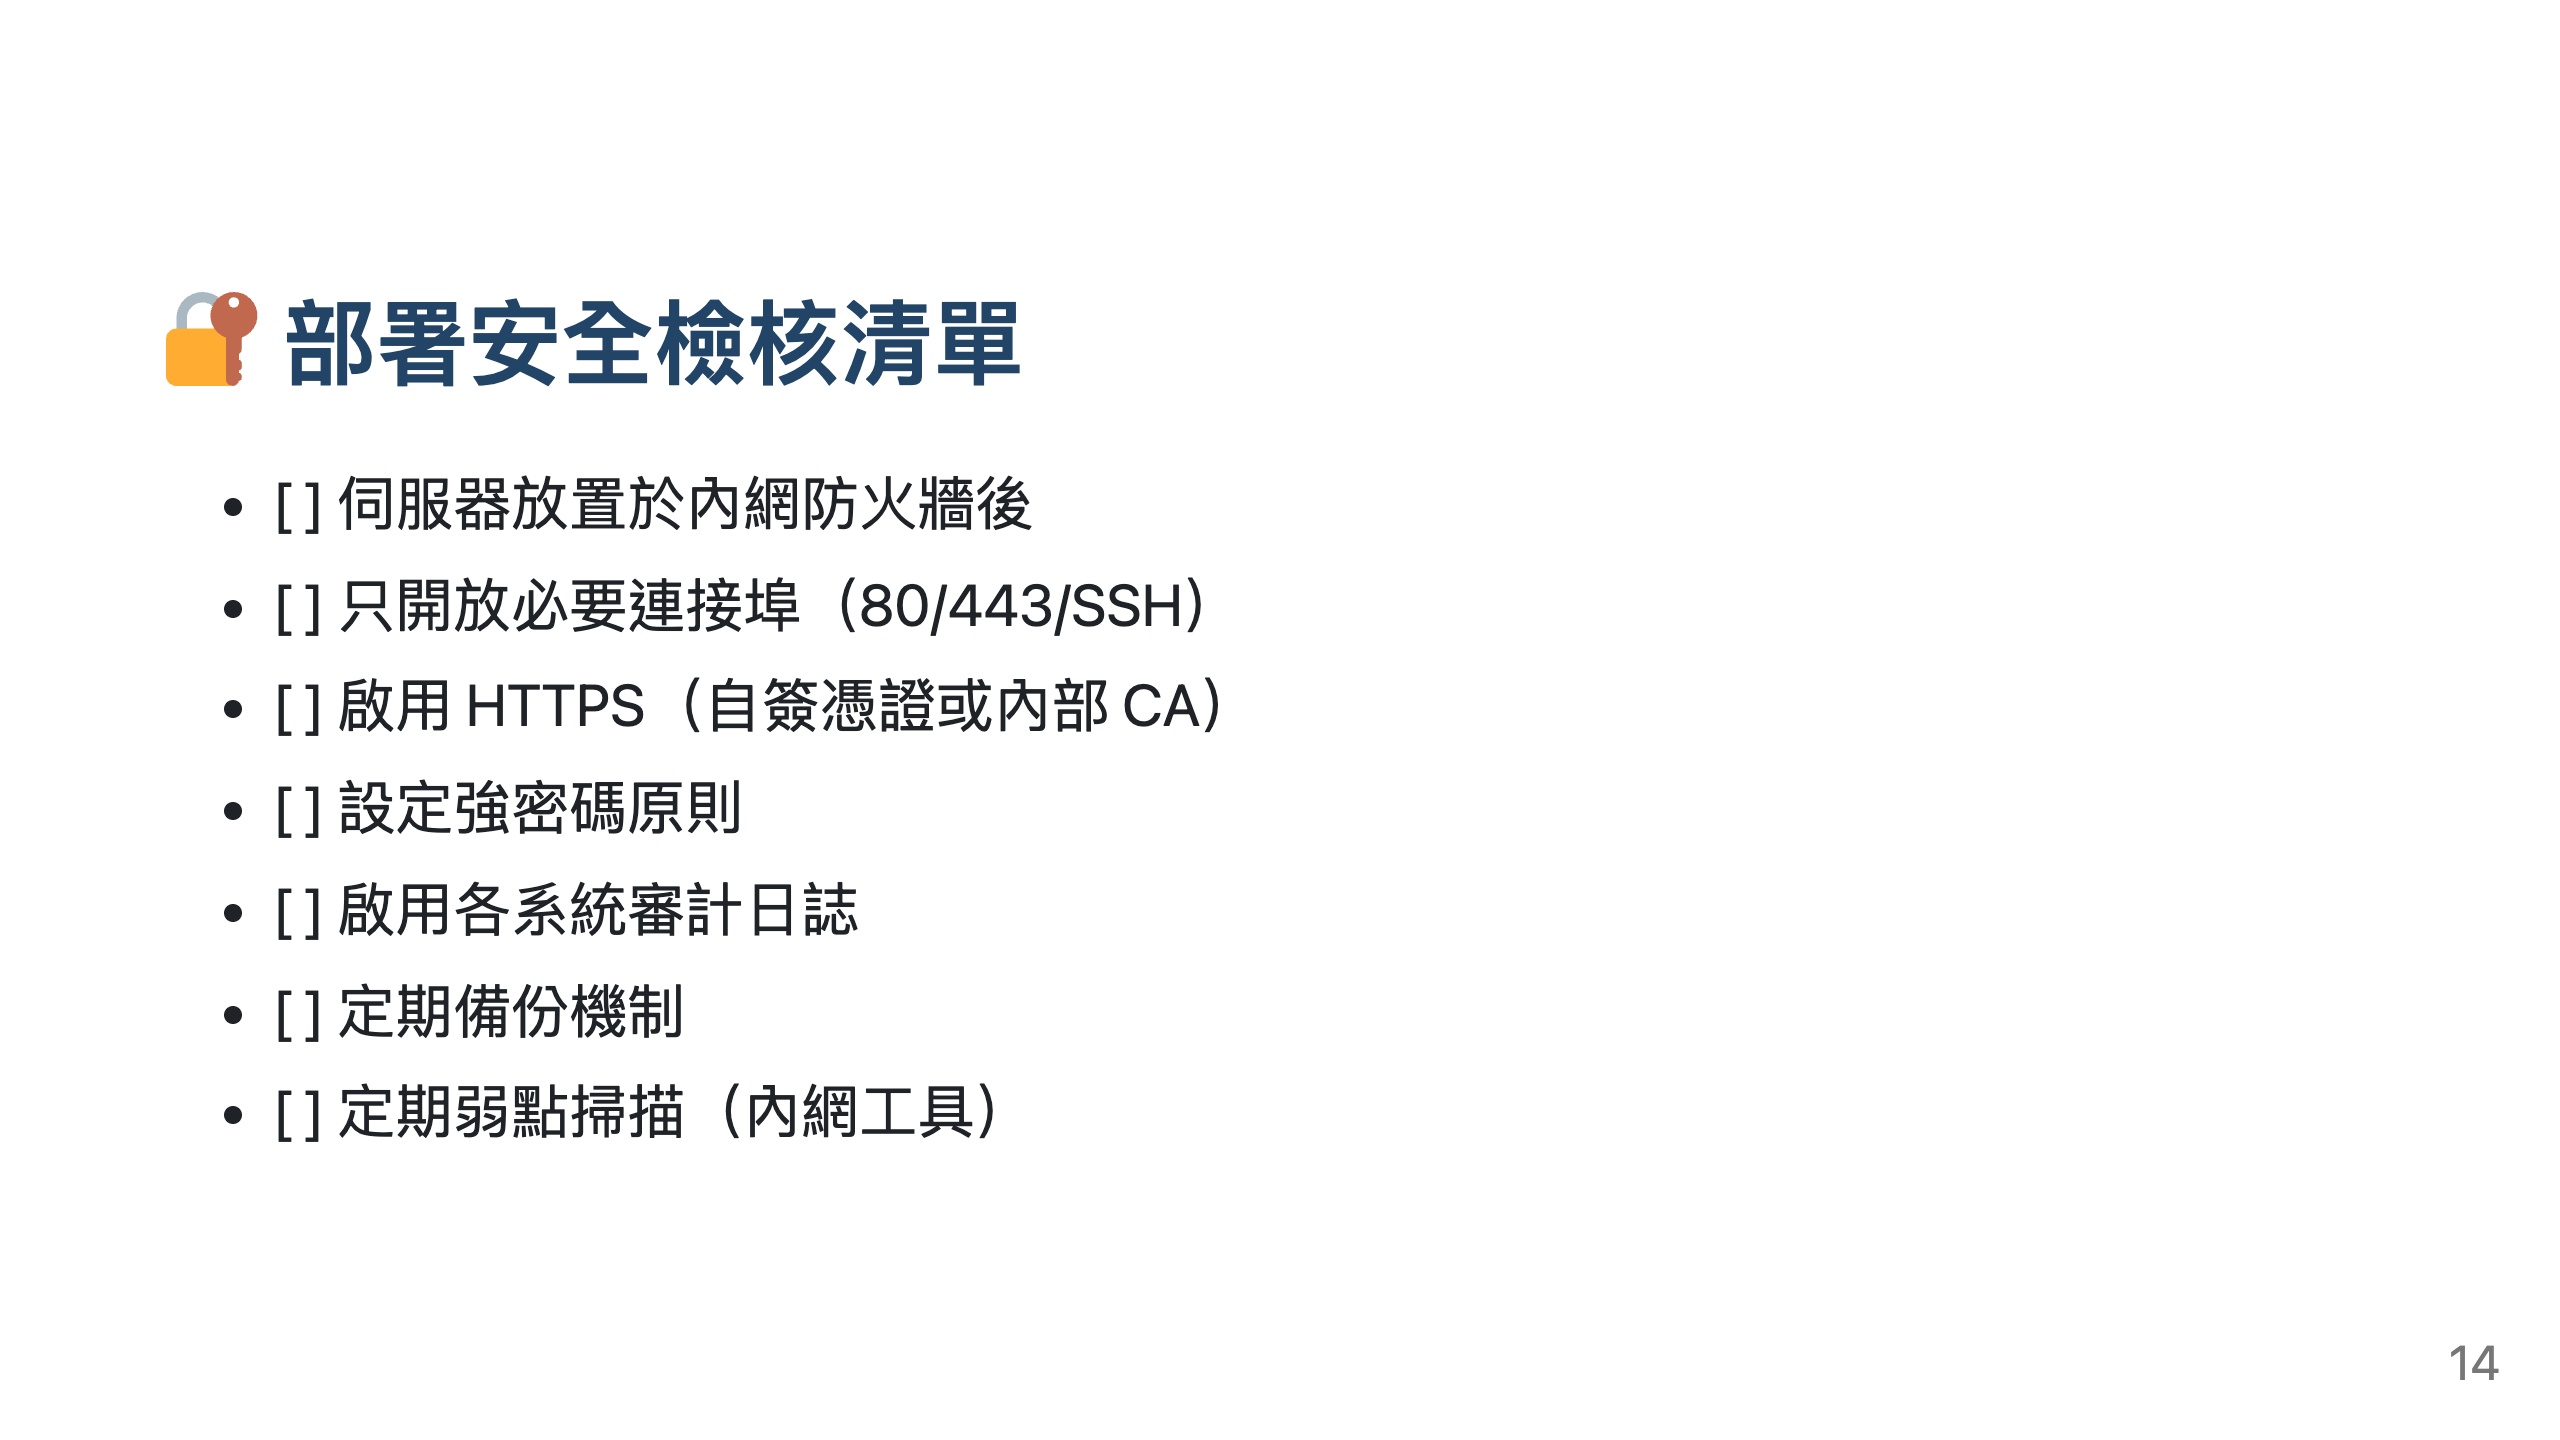 🔐 部署安全檢核清單
• [ ] 伺服器放置於內網防火牆後
• [ ] 只開放必要連接埠（80/443/SSH）
• [ ] 啟用 HTTPS（自簽憑證或內部 CA）
• [ ] 設定強密碼原則
• [ ] 啟用各系統審計日誌
• [ ] 定期備份機制
• [ ] 定期弱點掃描（內網工具）
14